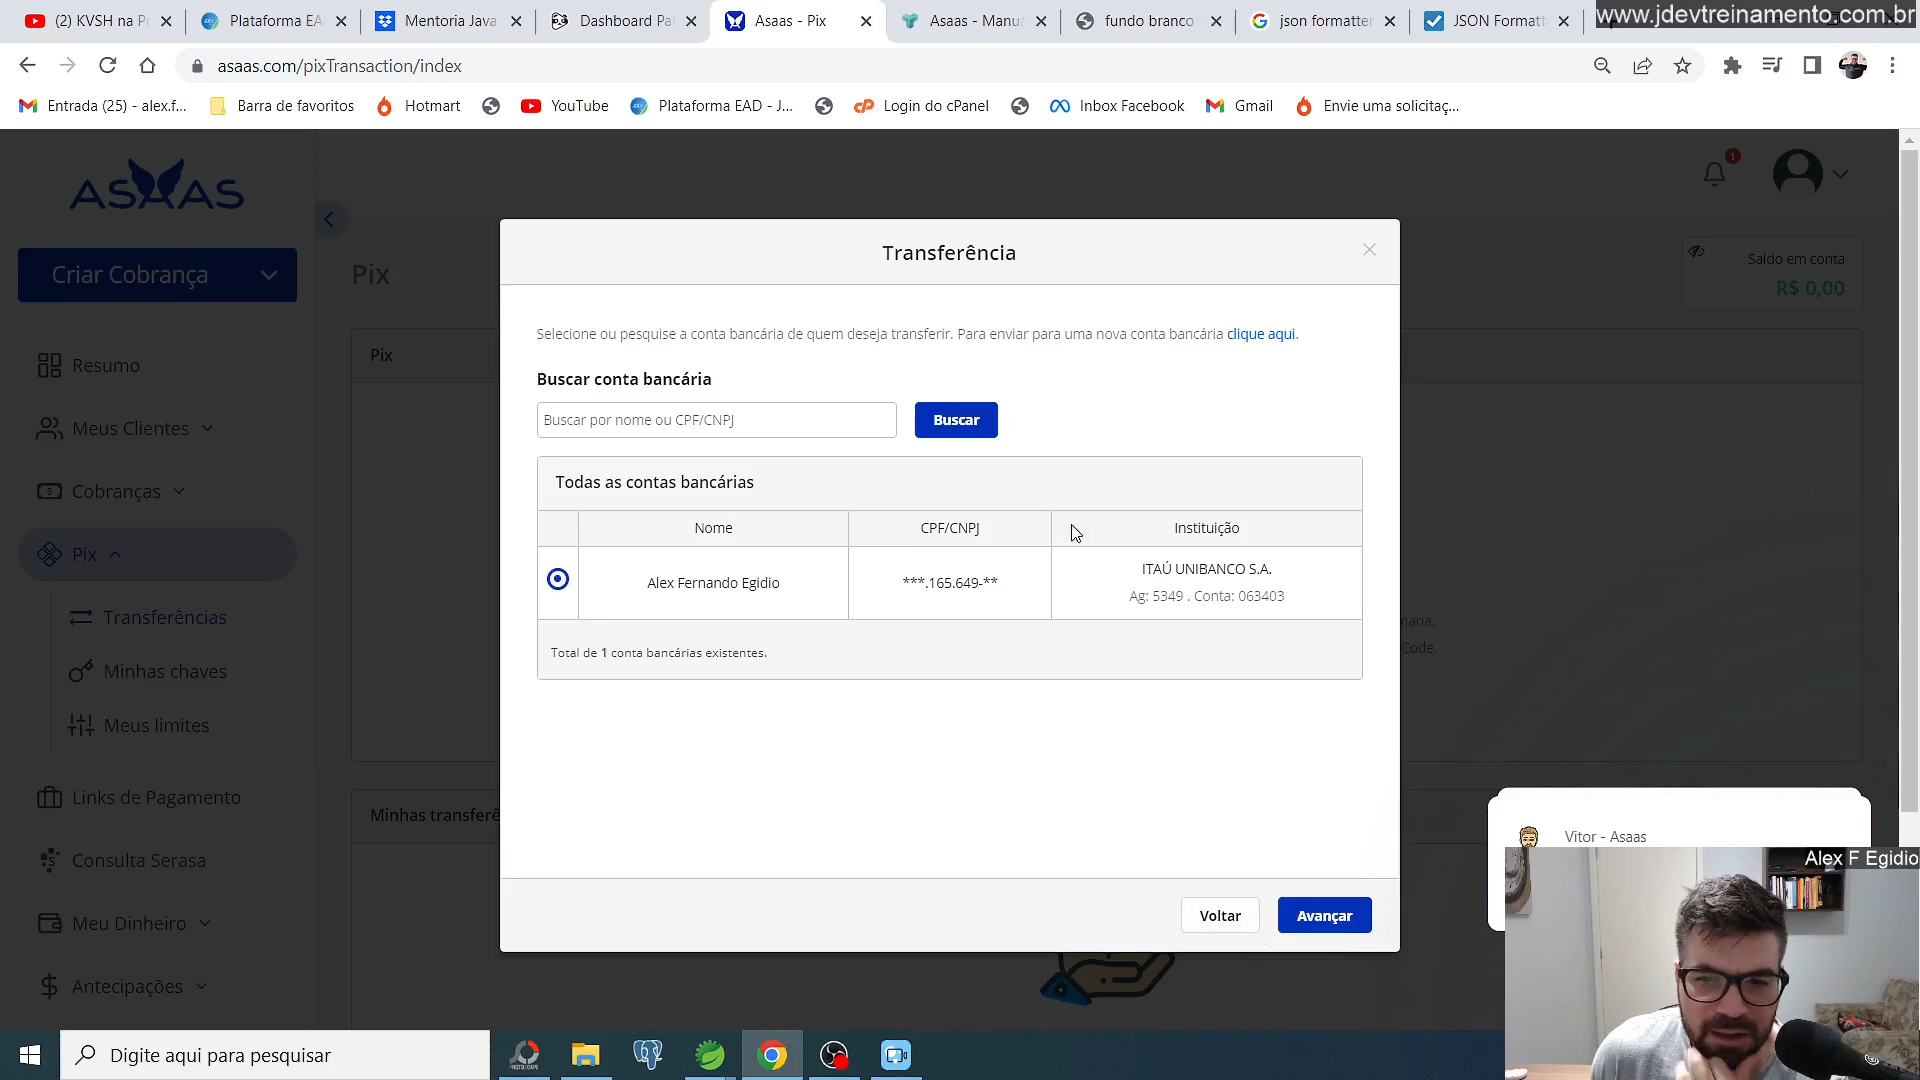 (2) KVSH na P
Plataforma EA
Mentoria Java
Dashboard Pa
Asaas - Pix
Asaas - Manu
fundo branco
json formatter
JSON Formatt
www.jdevtreinamento.com.br
asaas.com/pixTransaction/index
Entrada (25) - alex.f...
Barra de favoritos
Hotmart
YouTube
Plataforma EAD - J...
Login do cPanel
Inbox Facebook
Gmail
Envie uma solicitaç...
ASAAS
1
Criar Cobrança
Pix
Saldo em conta
R$ 0,00
Transferência
Selecione ou pesquise a conta bancária de quem deseja transferir. Para enviar para uma nova conta bancária clique aqui.
Pix
Resumo
Buscar conta bancária
Buscar por nome ou CPF/CNPJ
Buscar
Meus Clientes
Todas as contas bancárias
Cobranças
Nome
CPF/CNPJ
Instituição
Pix
Alex Fernando Egidio
***.165.649-**
ITAÚ UNIBANCO S.A.
Ag: 5349 . Conta: 063403
Transferências
mana.
Code.
Total de 1 conta bancárias existentes.
Minhas chaves
Meus limites
Links de Pagamento
Minhas transferê
Vitor - Asaas
Consulta Serasa
Alex F Egidio
Voltar
Avançar
Meu Dinheiro
Antecipações
Digite aqui para pesquisar